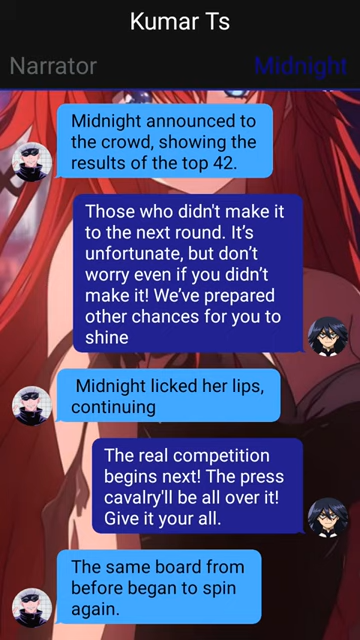 Kumar Ts
Narrator
Midnight
Midnight announced to
the crowd, showing the
results of the top 42.
Those who didn't make it
to the next round. It’s
unfortunate, but don’t
worry even if you didn’t
make it! We’ve prepared
other chances for you to
shine
Midnight licked her lips,
continuing
The real competition
begins next! The press
cavalry'll be all over it!
Give it your all.
The same board from
before began to spin
again.